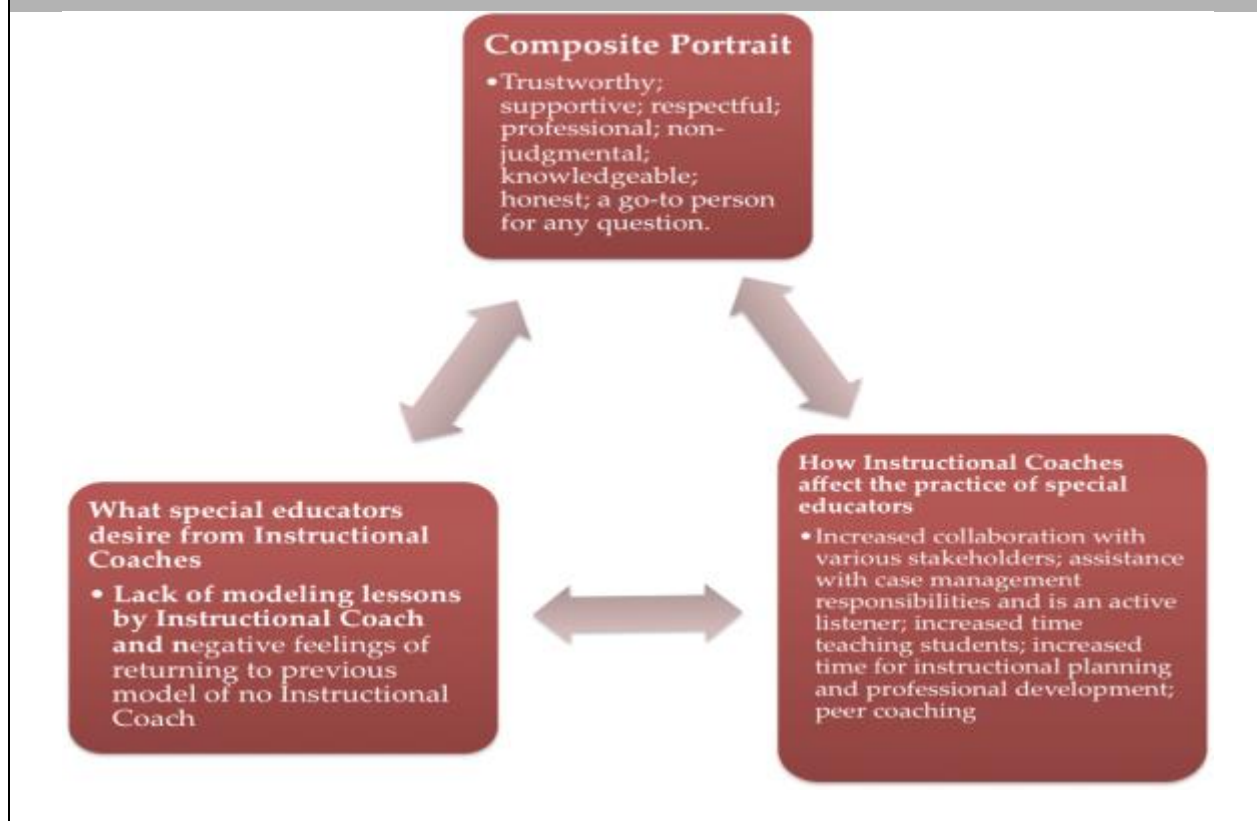 Composite Portrait
•Trustworthy;
supportive; respectful;
professional; non-
judgmental;
knowledgeable;
honest; a go-to person
for any question.
What special educators
desire from Instructional
Coaches
• Lack of modeling lessons
by Instructional Coach
and negative feelings of
returning to previous
model of no Instructional
Coach
How Instructional Coaches
affect the practice of special
educators
•Increased collaboration with
various stakeholders; assistance
with case management
responsibilities and is an active
listener; increased time
teaching students; increased
time for instructional planning
and professional development;
peer coaching